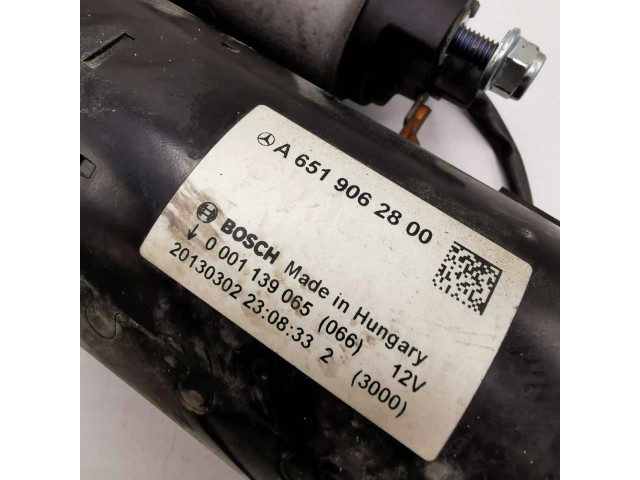 A 651 906 28 00
BOSCH Made in Hungary
0 001 139 065 (066) 12V
20130302 23:08:33 2 (3000)